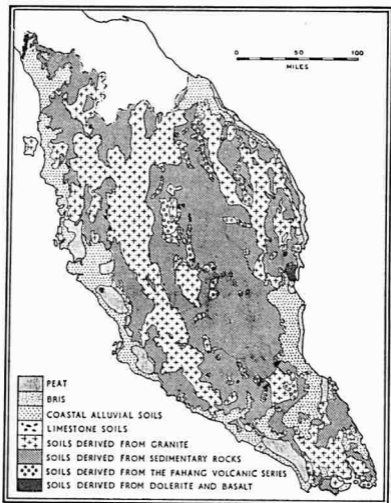 0 50 100
MILES
PEAT
BRIS
COASTAL ALLUVIAL SOILS
LIMESTONE SOILS
SOILS DERIVED FROM GRANITE
SOILS DERIVED FROM SEDIMENTARY ROCKS
SOILS DERIVED FROM THE PAHANG VOLCANIC SERIES
SOILS DERIVED FROM DOLERITE AND BASALT